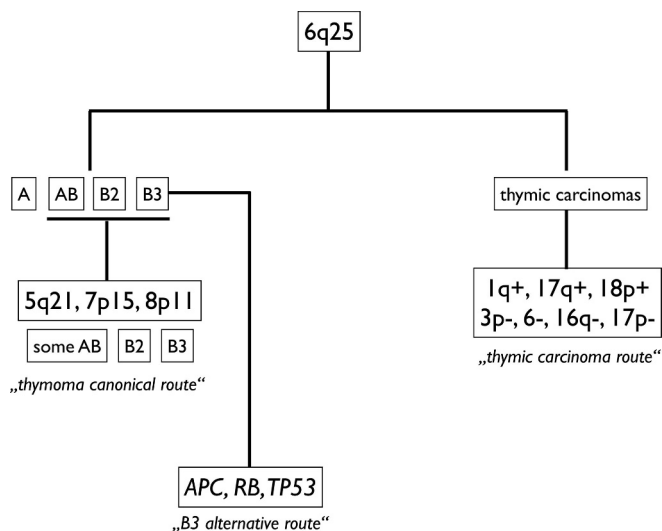 6q25
A AB B2 B3
thymic carcinomas
5q21, 7p15, 8p11
some AB B2 B3
„thymoma canonical route“
1q+, 17q+, 18p+
3p-, 6-, 16q-, 17p-
„thymic carcinoma route“
APC, RB, TP53
„B3 alternative route“